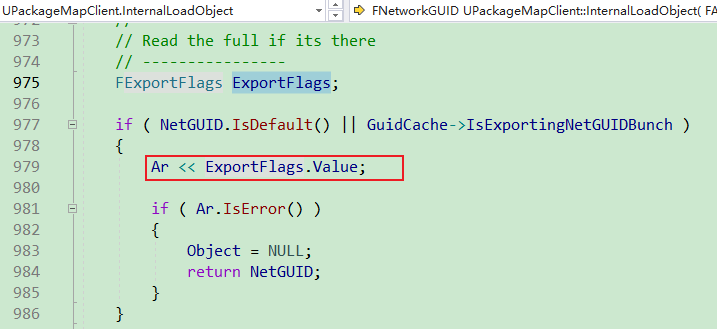 UPackageMapClient.InternalLoadObject FNetworkGUID UPackageMapClient::InternalLoadObject( FA
972 //
973 // Read the full if its there
974 // ----------------
975 FExportFlags ExportFlags;
976
977 if ( NetGUID.IsDefault() || GuidCache->IsExportingNetGUIDBunch )
978 {
979 Ar << ExportFlags.Value;
980
981 if ( Ar.IsError() )
982 {
983 Object = NULL;
984 return NetGUID;
985 }
986 }